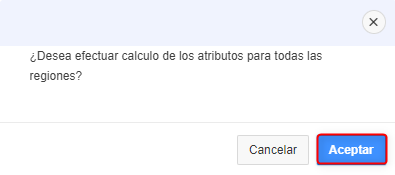 ¿Desea efectuar calculo de los atributos para todas las
regiones?
Cancelar
Aceptar